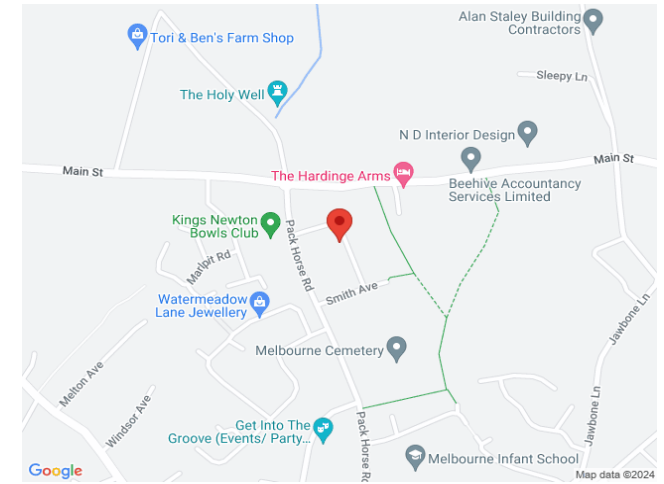 Alan Staley Building
Contractors
Tori & Ben's Farm Shop
Sleepy Ln
The Holy Well
N D Interior Design
Main St
Main St
The Hardinge Arms
Beehive Accountancy
Services Limited
Kings Newton
Bowls Club
Pack Horse Rd
Marlpit Rd
Smith Ave
Watermeadow
Lane Jewellery
Jawbone Ln
Melbourne Cemetery
Melton Ave
Windsor Ave
Jawbone Ln
Get Into The
Groove (Events/ Party...
Pack Horse Rd
Melbourne Infant School
Google
Map data ©2024